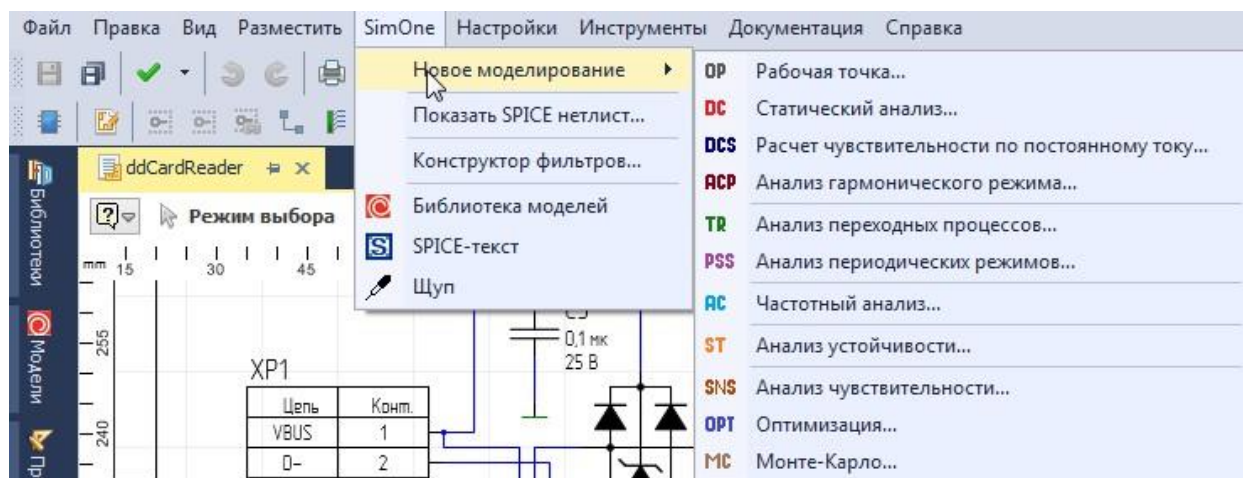 Файл Правка Вид Разместить SimOne Настройки Инструменты Документация Справка
Новое моделирование
Показать SPICE нетлист...
Конструктор фильтров...
Библиотека моделей
SPICE-текст
Щуп
OP Рабочая точка...
DC Статический анализ...
DCS Расчет чувствительности по постоянному току...
ACP Анализ гармонического режима...
TR Анализ переходных процессов...
PSS Анализ периодических режимов...
AC Частотный анализ...
ST Анализ устойчивости...
SNS Анализ чувствительности...
OPT Оптимизация...
MC Монте-Карло...
ddCardReader
Режим выбора
mm 15 30 45
Библиотеки
Модели
255
240
0,1 мк
25 В
XP1
Цепь Конт.
VBUS 1
D- 2